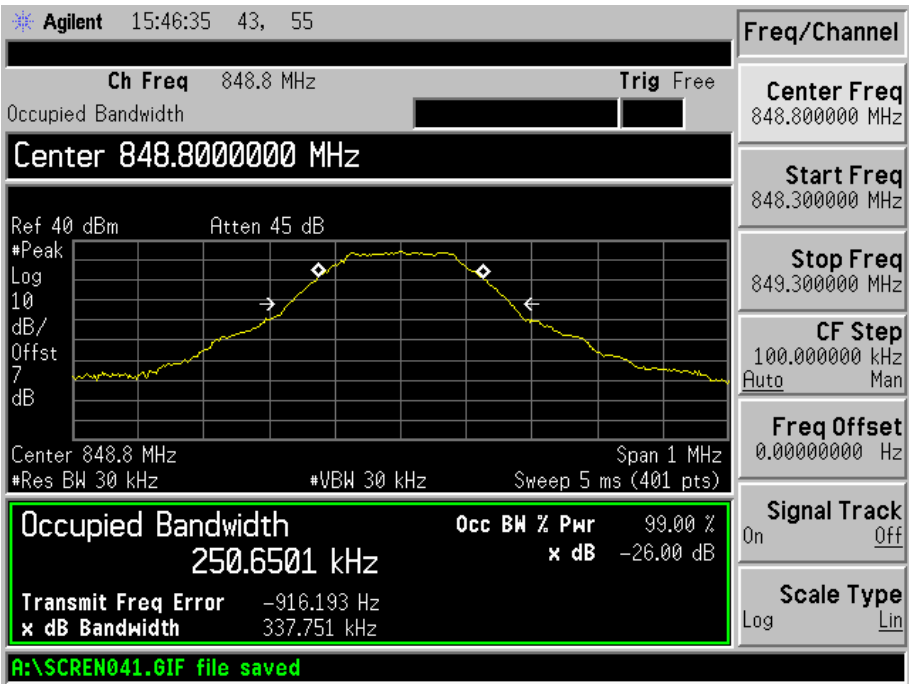 Agilent 15:46:35 43, 55
Ch Freq 848.8 MHz Trig Free
Occupied Bandwidth
Center 848.8000000 MHz
Ref 40 dBm Atten 45 dB
#Peak
Log
10
dB/
Offst
7
dB
Center 848.8 MHz Span 1 MHz
#Res BW 30 kHz #VBW 30 kHz Sweep 5 ms (401 pts)
Occupied Bandwidth Occ BW % Pwr 99.00 %
250.6501 kHz x dB -26.00 dB
Transmit Freq Error -916.193 Hz
x dB Bandwidth 337.751 kHz
A:\SCREN041.GIF file saved
Freq/Channel
Center Freq
848.800000 MHz
Start Freq
848.300000 MHz
Stop Freq
849.300000 MHz
CF Step
100.000000 kHz
Auto Man
Freq Offset
0.00000000 Hz
Signal Track
On Off
Scale Type
Log Lin